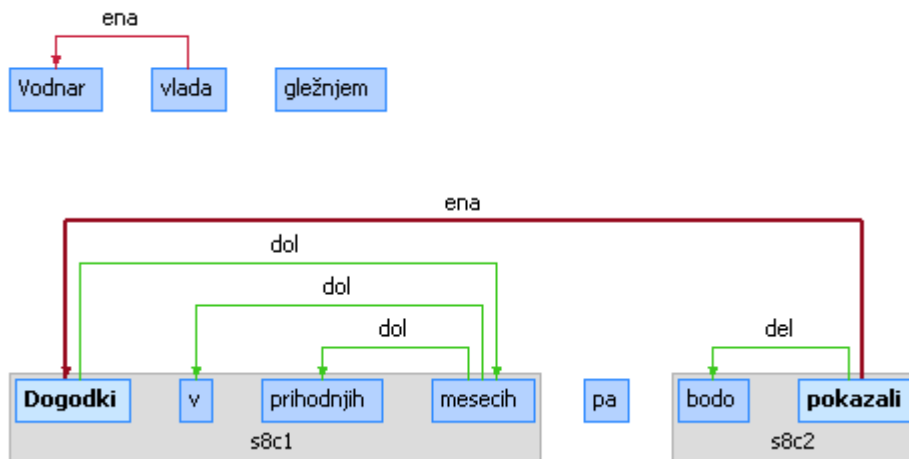 ena
Vodnar vlada gležnjem
ena
dol
dol
dol del
Dogodki v prihodnjih mesecih pa bodo pokazali
s8c1 s8c2